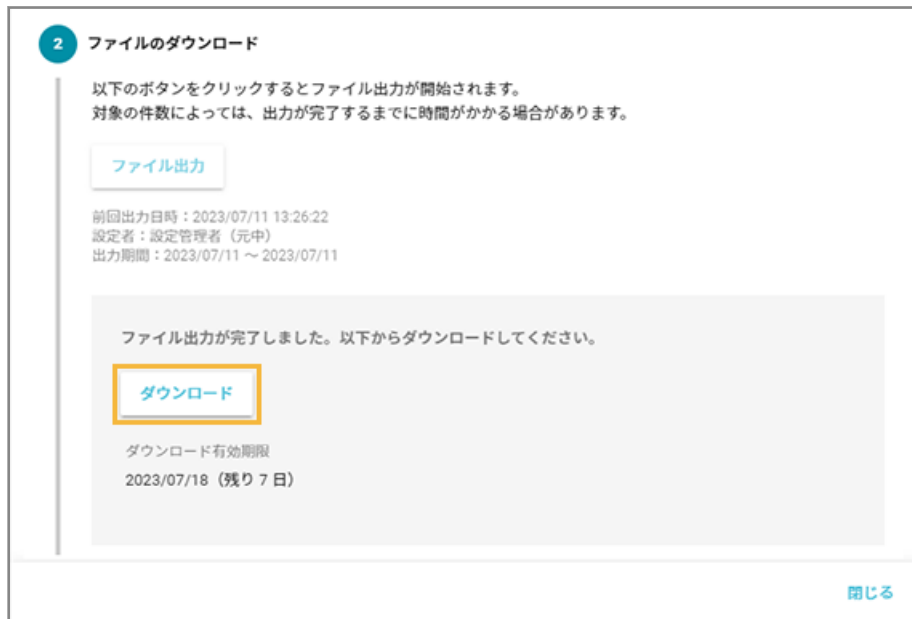 2 ファイルのダウンロード
以下のボタンをクリックするとファイル出力が開始されます。
対象の件数によっては、出力が完了するまでに時間がかかる場合があります。
ファイル出力
前回出力日時：2023/07/11 13:26:22
設定者：設定管理者（元中）
出力期間：2023/07/11 ～ 2023/07/11
ファイル出力が完了しました。以下からダウンロードしてください。
ダウンロード
ダウンロード有効期限
2023/07/18（残り 7 日）
閉じる